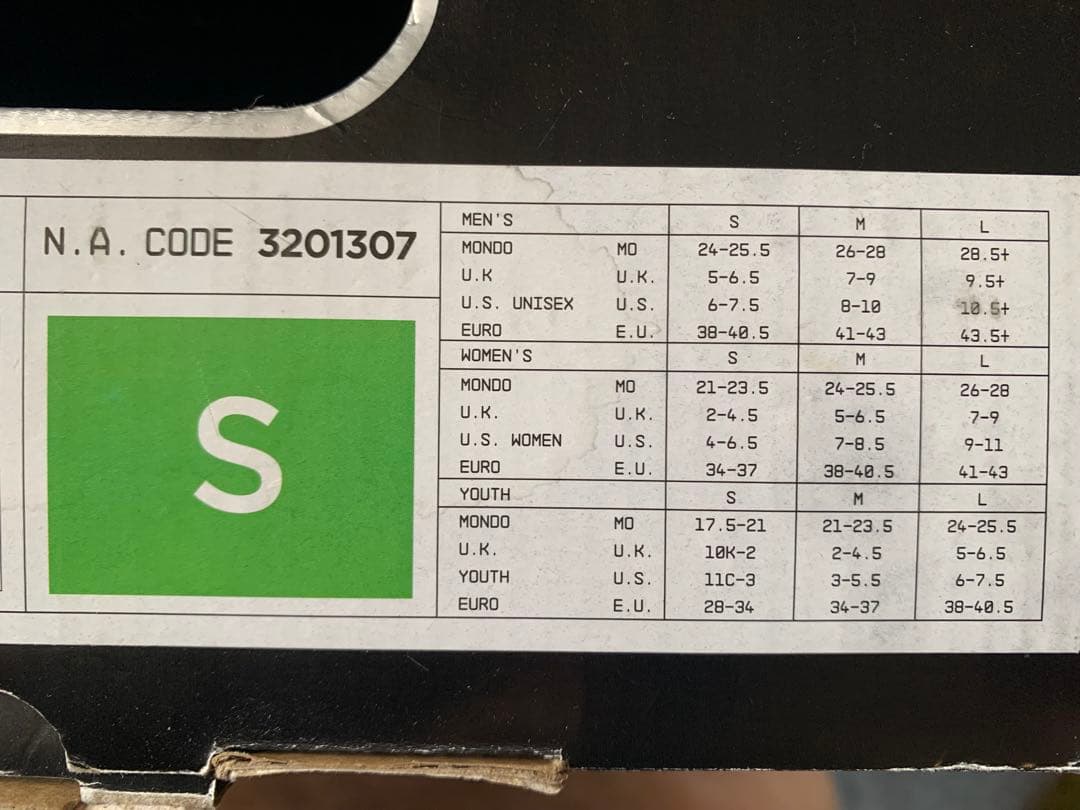 N.A. CODE 3201307
S
MEN'S S M L
MONDO MO 24-25.5 26-28 28.5+
U.K U.K. 5-6.5 7-9 9.5+
U.S. UNISEX U.S. 6-7.5 8-10 10.5+
EURO E.U. 38-40.5 41-43 43.5+
WOMEN'S S M L
MONDO MO 21-23.5 24-25.5 26-28
U.K. U.K. 2-4.5 5-6.5 7-9
U.S. WOMEN U.S. 4-6.5 7-8.5 9-11
EURO E.U. 34-37 38-40.5 41-43
YOUTH S M L
MONDO MO 17.5-21 21-23.5 24-25.5
U.K. U.K. 10K-2 2-4.5 5-6.5
YOUTH U.S. 11C-3 3-5.5 6-7.5
EURO E.U. 28-34 34-37 38-40.5